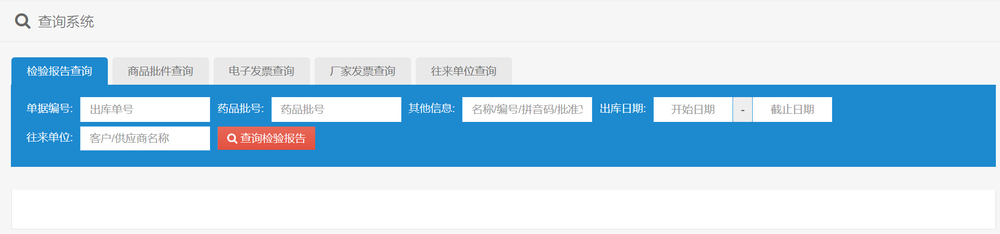 查询系统
检验报告查询 商品批件查询 电子发票查询 厂家发票查询 往来单位查询
单据编号: 出库单号 药品批号: 药品批号 其他信息: 名称/编号/拼音码/批准 出库日期: 开始日期 - 截止日期
往来单位: 客户/供应商名称 查询检验报告